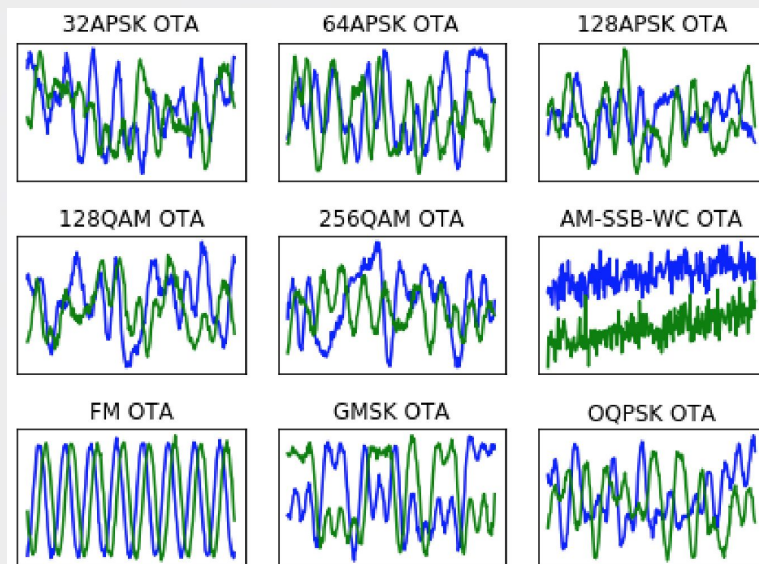 32APSK OTA
64APSK OTA
128APSK OTA
128QAM OTA
256QAM OTA
AM-SSB-WC OTA
FM OTA
GMSK OTA
OQPSK OTA